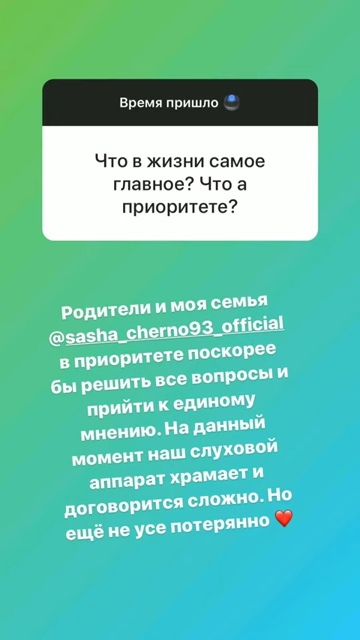 Время пришло 🔮
Что в жизни самое
главное? Что а
приоритете?
Родители и моя семья
@sasha_cherno93_official
в приоритете поскорее
бы решить все вопросы и
прийти к единому
мнению. На данный
момент наш слуховой
аппарат храмает и
договорится сложно. Но
ещё не усе потерянно ❤️